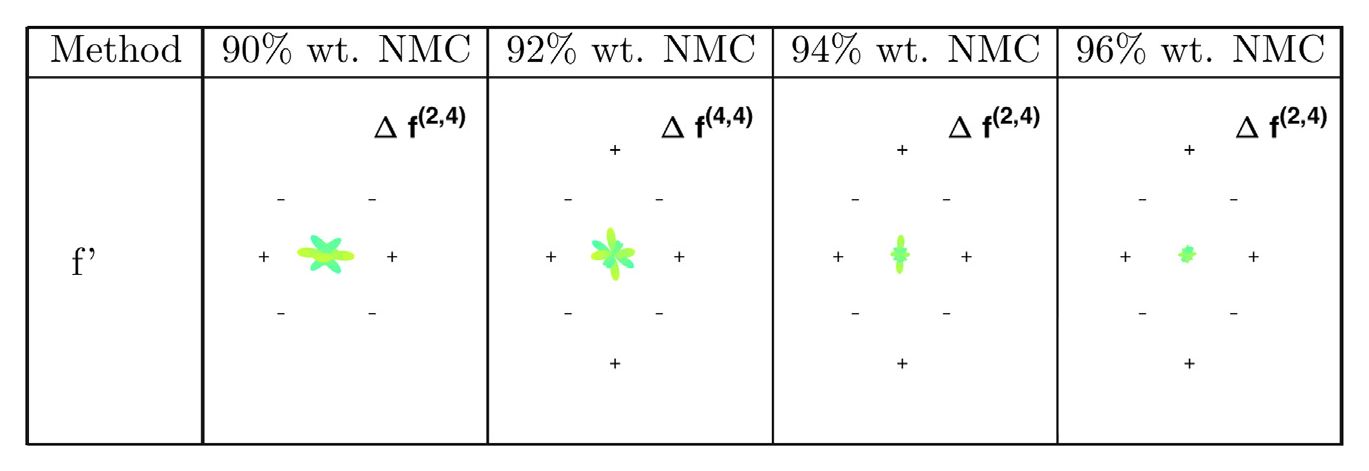 Method 90% wt. NMC 92% wt. NMC 94% wt. NMC 96% wt. NMC
Δ f(2,4) Δ f(4,4) Δ f(2,4) Δ f(2,4)
+ + +
− − − − − − − −
f’ + + + + + + + +
− − − − − − − −
+ + +